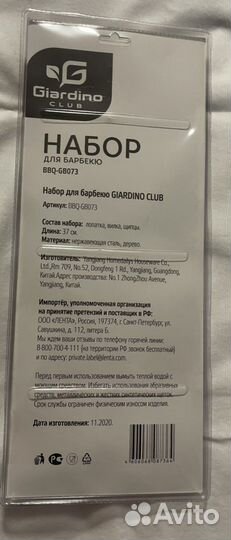 Giardino
CLUB
НАБОР
ДЛЯ БАРБЕКЮ
BBQ-GB073
Набор для барбекю GIARDINO CLUB
Артикул: BBQ-GB073
Состав набора: лопатка, вилка, щипцы.
Длина: 37 см.
Материал: нержавеющая сталь, дерево.
Изготовитель: Yangjiang Homedailys Houseware Co.,
Ltd., Rm 709, No.52, Dongfeng 1 Rd., Yangjiang, Guangdong,
Китай. Адрес производства: No.1 ZhongZhou Avenue,
Yangjiang, Китай.
Импортёр, уполномоченная организация
на принятие претензий и поставщик в РФ:
ООО «ЛЕНТА», Россия, 197374, г. Санкт-Петербург, ул.
Савушкина, д. 112, литера Б.
Мы ждем ваши отзывы по телефону горячей линии:
8-800-700-4-111 (на территории РФ звонок бесплатный)
и по адресу: private.label@lenta.com.
Перед первым использованием вымыть теплой водой с
моющим средством. Избегать использования абразивных
средств, металлических и жестких синтетических щеток.
Срок службы ограничен физическим износом изделия.
Дата изготовления:
11.2020.
Avito